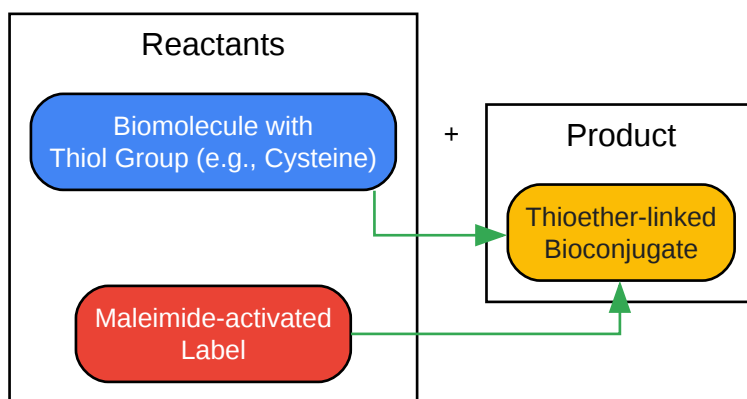 Reactants
Biomolecule with
Thiol Group (e.g., Cysteine)
+
Product
Thioether-linked
Bioconjugate
Maleimide-activated
Label